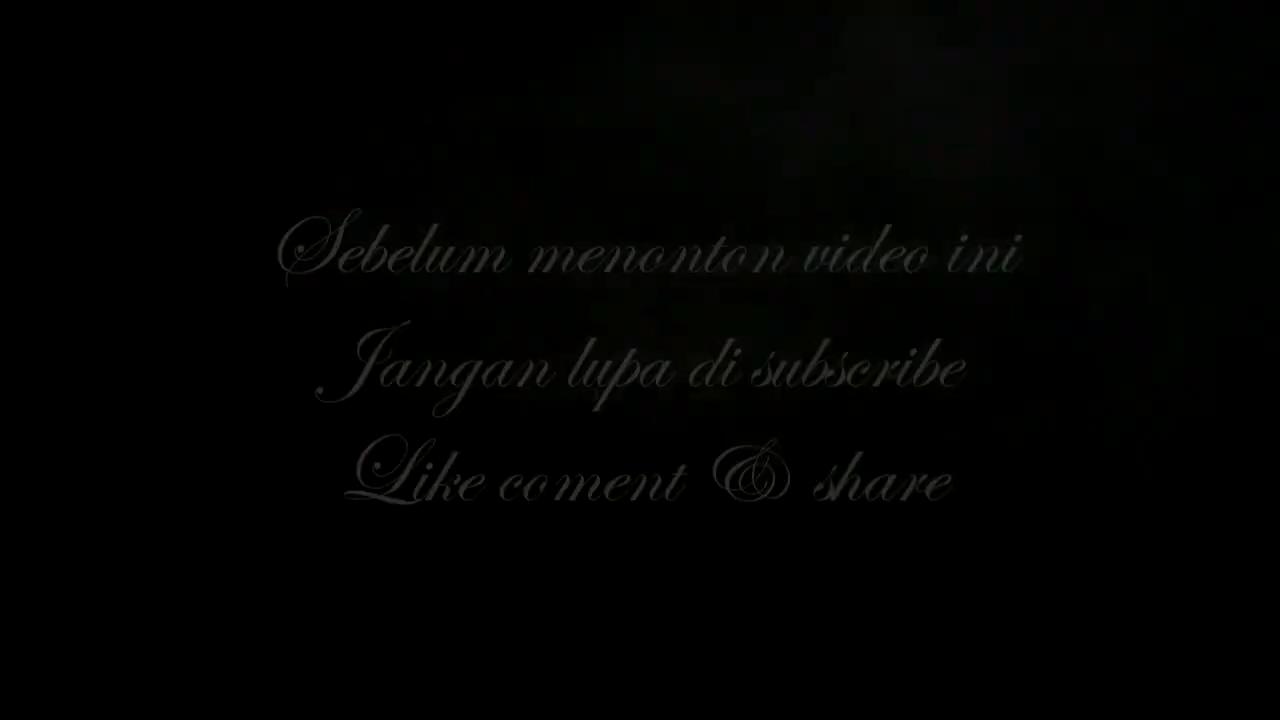 Sebelum menonton video ini
Jangan lupa di subscribe
Like coment & share